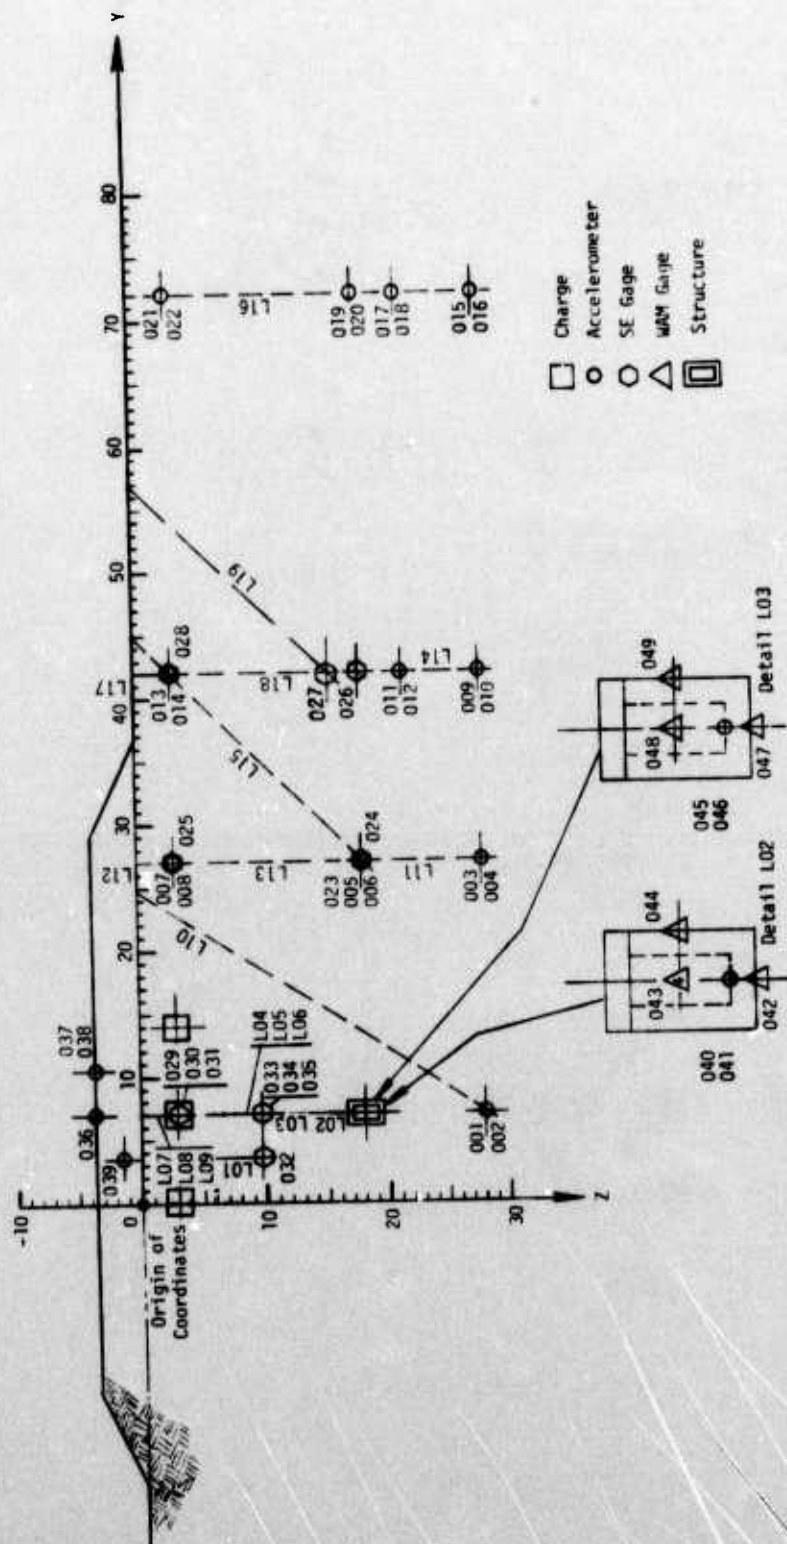 Y
80
70
60
50
40
30
20
10
0
-10
10
20
30
Z
Origin of
Coordinates
021
022
L16
019
020
017
018
015
016
Charge
Accelerometer
SE Gage
WAM Gage
Structure
L19
L17
013
014
028
L18
027
026
011
012
L14
009
010
L15
L12
007
008
025
L13
023
005
006
024
L11
003
004
L10
037
038
036
039
029
030
031
L04
L05
L06
033
034
035
L07
L08
L09
L01
032
L02
L03
001
002
049
048
047
045
046
Detail L03
044
043
042
040
041
Detail L02